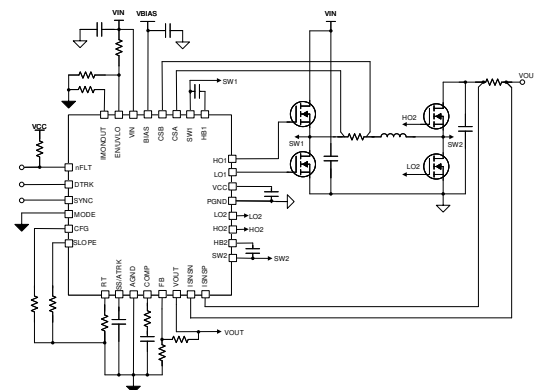 VIN
VBIAS
VIN
SW1
VOU
VCC
IMONOUT
EN/UVLO
VIN
BIAS
CSB
CSA
SW1
HB1
HO2
SW1
SW2
LO2
nFLT
DTRK
SYNC
MODE
CFG
SLOPE
HO1
LO1
VCC
PGND
LO2
LO2
HO2
HO2
HB2
SW2
SW2
RT
SS/ATRK
AGND
COMP
FB
VOUT
ISNSN
ISNSP
VOUT